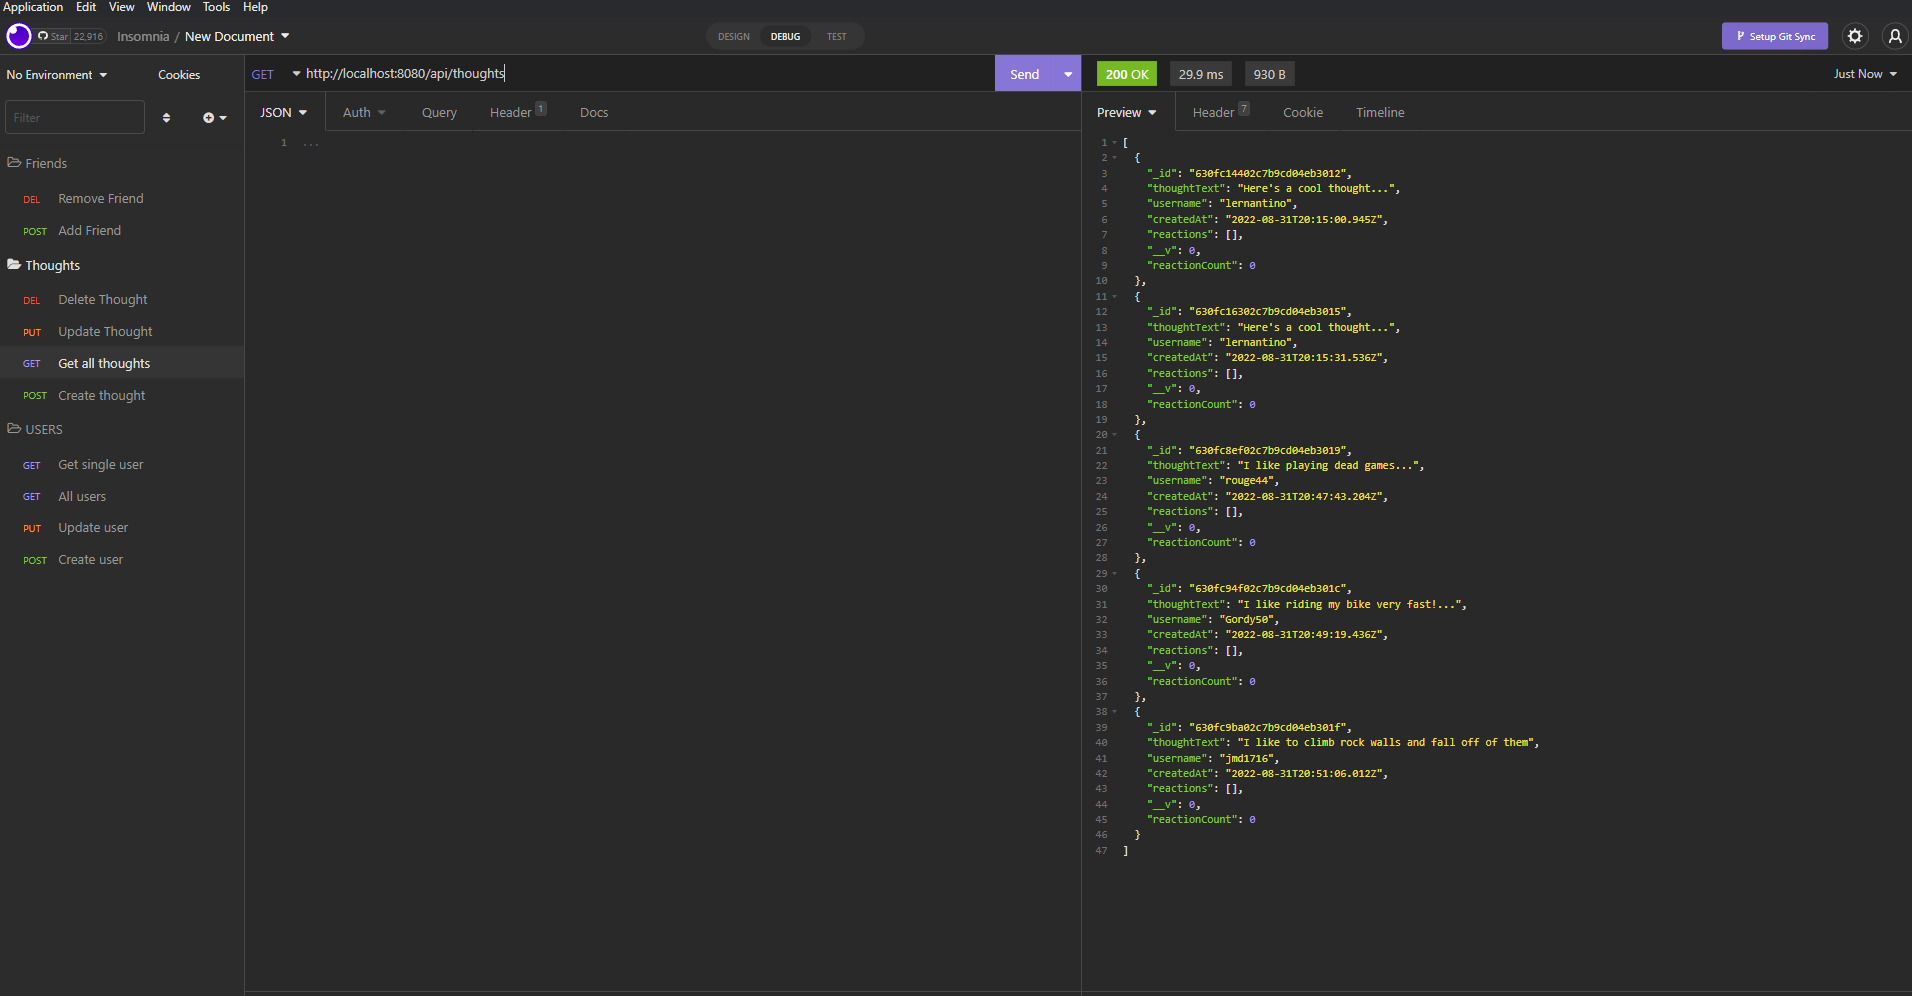 Application Edit View Window Tools Help
Star 22,916 Insomnia / New Document DESIGN DEBUG TEST Setup Git Sync
No Environment Cookies
GET http://localhost:8080/api/thoughts Send
200 OK 29.9 ms 930 B Just Now
Filter
JSON Auth Query Header 1 Docs
Preview Header 7 Cookie Timeline
Friends
DEL Remove Friend
POST Add Friend
Thoughts
DEL Delete Thought
PUT Update Thought
GET Get all thoughts
POST Create thought
USERS
GET Get single user
GET All users
PUT Update user
POST Create user
1 ...
1 [
2 {
3 "_id": "630fc14402c7b9cd04eb3012",
4 "thoughtText": "Here's a cool thought...",
5 "username": "lernantino",
6 "createdAt": "2022-08-31T20:15:00.945Z",
7 "reactions": [],
8 "__v": 0,
9 "reactionCount": 0
10 },
11 {
12 "_id": "630fc16302c7b9cd04eb3015",
13 "thoughtText": "Here's a cool thought...",
14 "username": "lernantino",
15 "createdAt": "2022-08-31T20:15:31.536Z",
16 "reactions": [],
17 "__v": 0,
18 "reactionCount": 0
19 },
20 {
21 "_id": "630fc8ef02c7b9cd04eb3019",
22 "thoughtText": "I like playing dead games...",
23 "username": "rouge44",
24 "createdAt": "2022-08-31T20:47:43.204Z",
25 "reactions": [],
26 "__v": 0,
27 "reactionCount": 0
28 },
29 {
30 "_id": "630fc94f02c7b9cd04eb301c",
31 "thoughtText": "I like riding my bike very fast!...",
32 "username": "Gordy50",
33 "createdAt": "2022-08-31T20:49:19.436Z",
34 "reactions": [],
35 "__v": 0,
36 "reactionCount": 0
37 },
38 {
39 "_id": "630fc9ba02c7b9cd04eb301f",
40 "thoughtText": "I like to climb rock walls and fall off of them",
41 "username": "jmd1716",
42 "createdAt": "2022-08-31T20:51:06.012Z",
43 "reactions": [],
44 "__v": 0,
45 "reactionCount": 0
46 }
47 ]